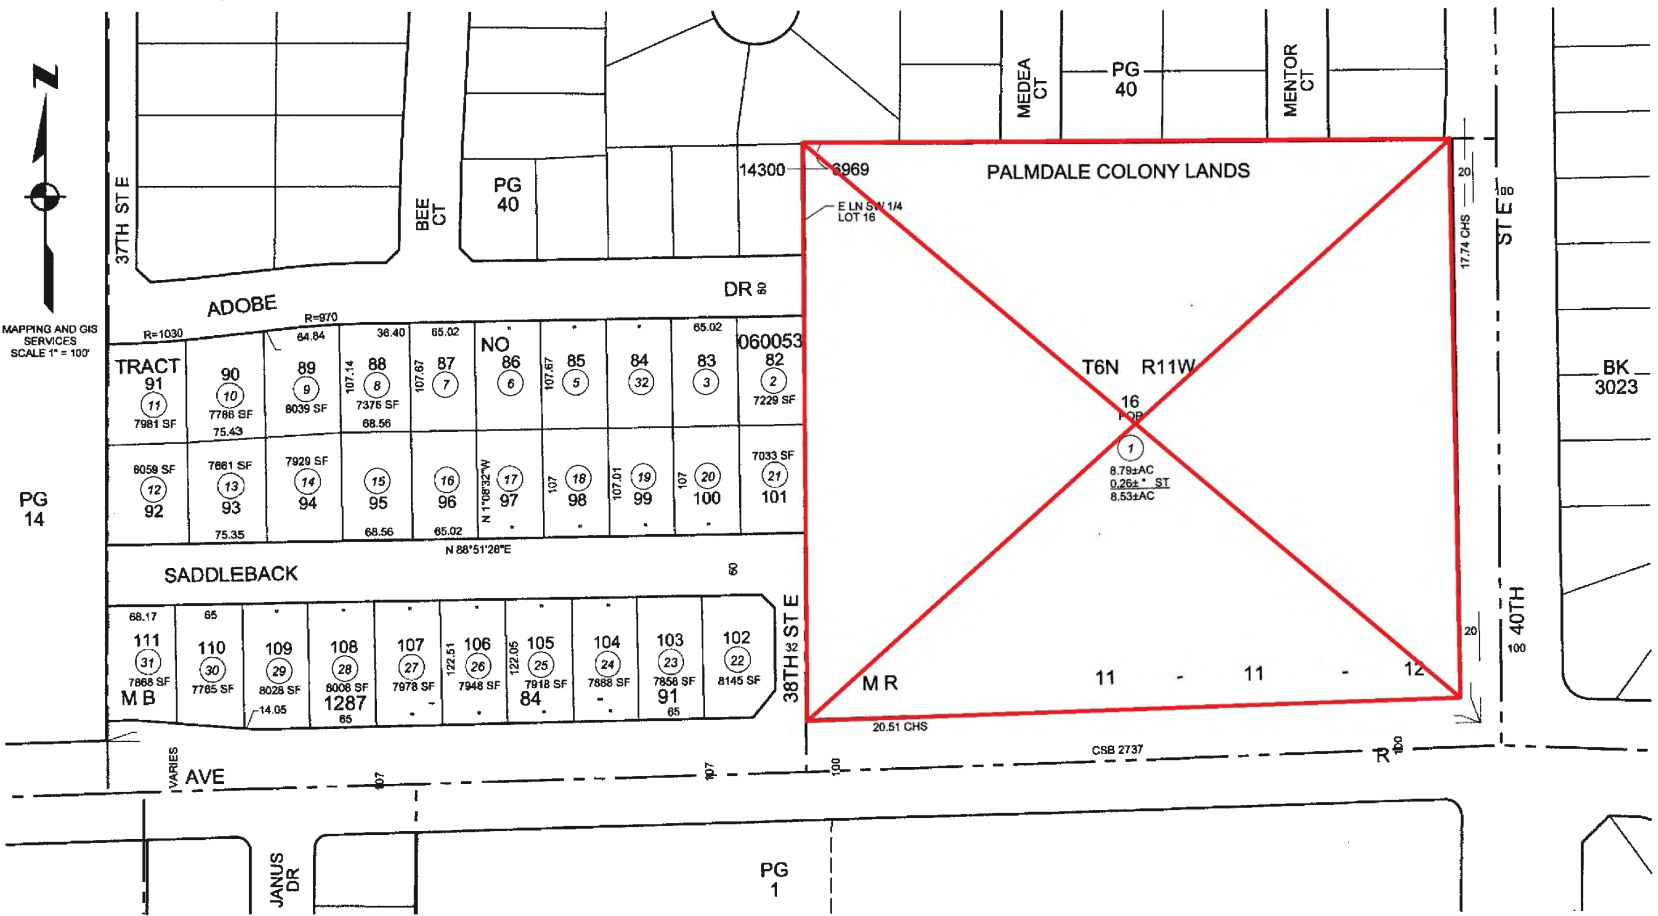 MEDEA
CT
PG
40
MENTOR
CT
N
37TH ST E
BEE
CT
PG
40
14300
6969
PALMDALE COLONY LANDS
E LN SW 1/4
LOT 16
20
17.74 CHS
ST E
100
MAPPING AND GIS
SERVICES
SCALE 1" = 100'
ADOBE
DR 60
R=1030
R=970
64.84
36.40
65.02
"
"
"
65.02
TRACT
NO
060053
91
90
89
88
87
86
85
84
83
82
11
10
9
8
7
6
5
32
3
2
7981 SF
7766 SF
8039 SF
7376 SF
7229 SF
107.14
107.67
107.67
75.43
68.56
T6N R11W
16
POB
1
8.79±AC
0.26± " ST
8.53±AC
BK
3023
PG
14
8059 SF
7661 SF
7929 SF
7033 SF
12
13
14
15
16
17
18
19
20
21
92
93
94
95
96
97
98
99
100
101
N 1°08'32"W
107
107.01
107
75.35
68.56
65.02
"
"
"
"
N 88°51'28"E
SADDLEBACK
60
68.17
65
"
"
"
"
"
"
111
110
109
108
107
106
105
104
103
102
31
30
29
28
27
26
25
24
23
22
7868 SF
7765 SF
8028 SF
8008 SF
7978 SF
7948 SF
7918 SF
7888 SF
7858 SF
8145 SF
122.51
122.05
M B
1287
-
84
-
91
14.05
65
"
"
"
"
65
38TH 32 ST E
M R
11 - 11 - 12
20
40TH
100
20.51 CHS
CSB 2737
VARIES
AVE
107
107
100
R
100
JANUS
DR
PG
1